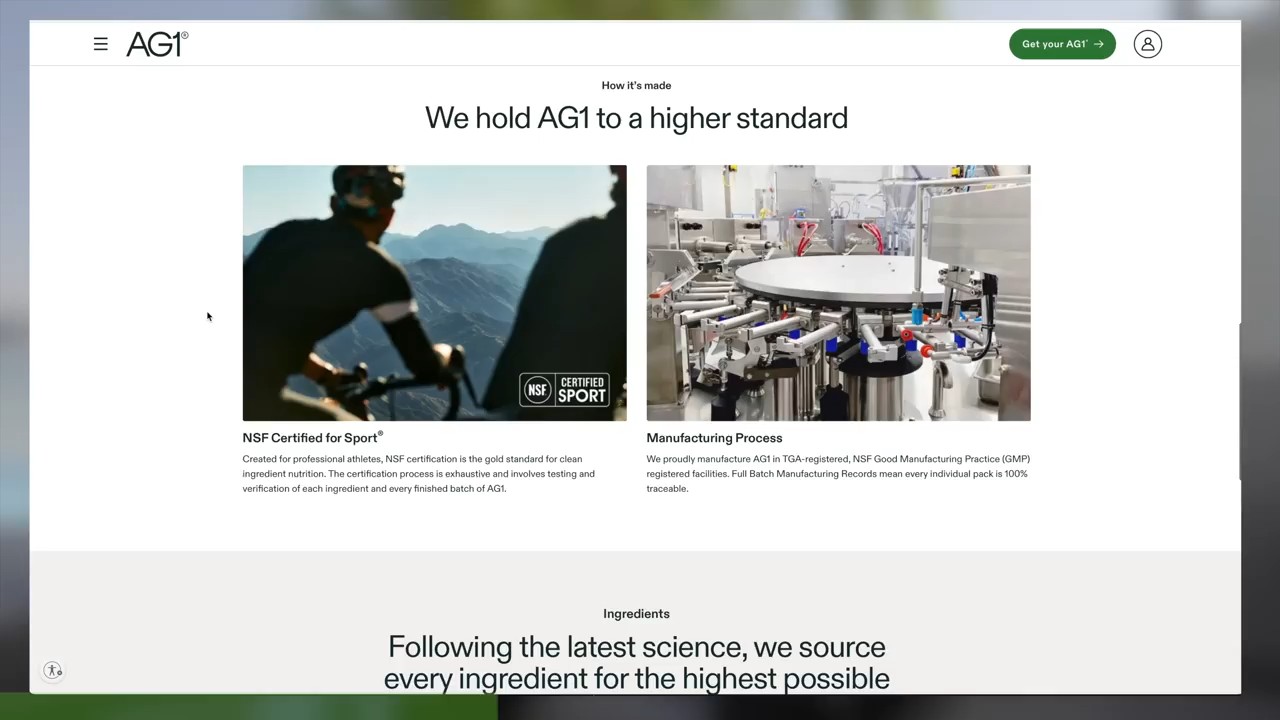 AG1®
Get your AG1* →
How it's made
We hold AG1 to a higher standard
NSF
CERTIFIED
SPORT
NSF Certified for Sport®
Created for professional athletes, NSF certification is the gold standard for clean
ingredient nutrition. The certification process is exhaustive and involves testing and
verification of each ingredient and every finished batch of AG1.
Manufacturing Process
We proudly manufacture AG1 in TGA-registered, NSF Good Manufacturing Practice (GMP)
registered facilities. Full Batch Manufacturing Records mean every individual pack is 100%
traceable.
Ingredients
Following the latest science, we source
every ingredient for the highest possible